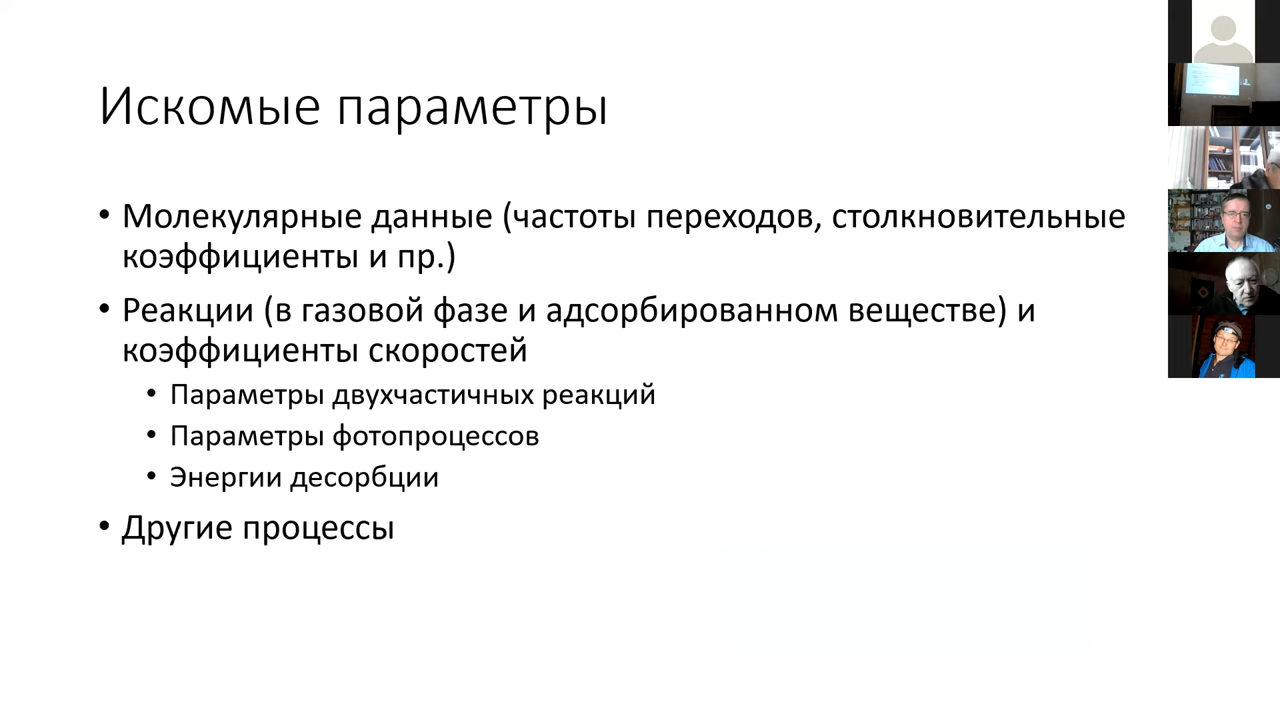 Искомые параметры
• Молекулярные данные (частоты переходов, столкновительные
коэффициенты и пр.)
• Реакции (в газовой фазе и адсорбированном веществе) и
коэффициенты скоростей
• Параметры двухчастичных реакций
• Параметры фотопроцессов
• Энергии десорбции
• Другие процессы